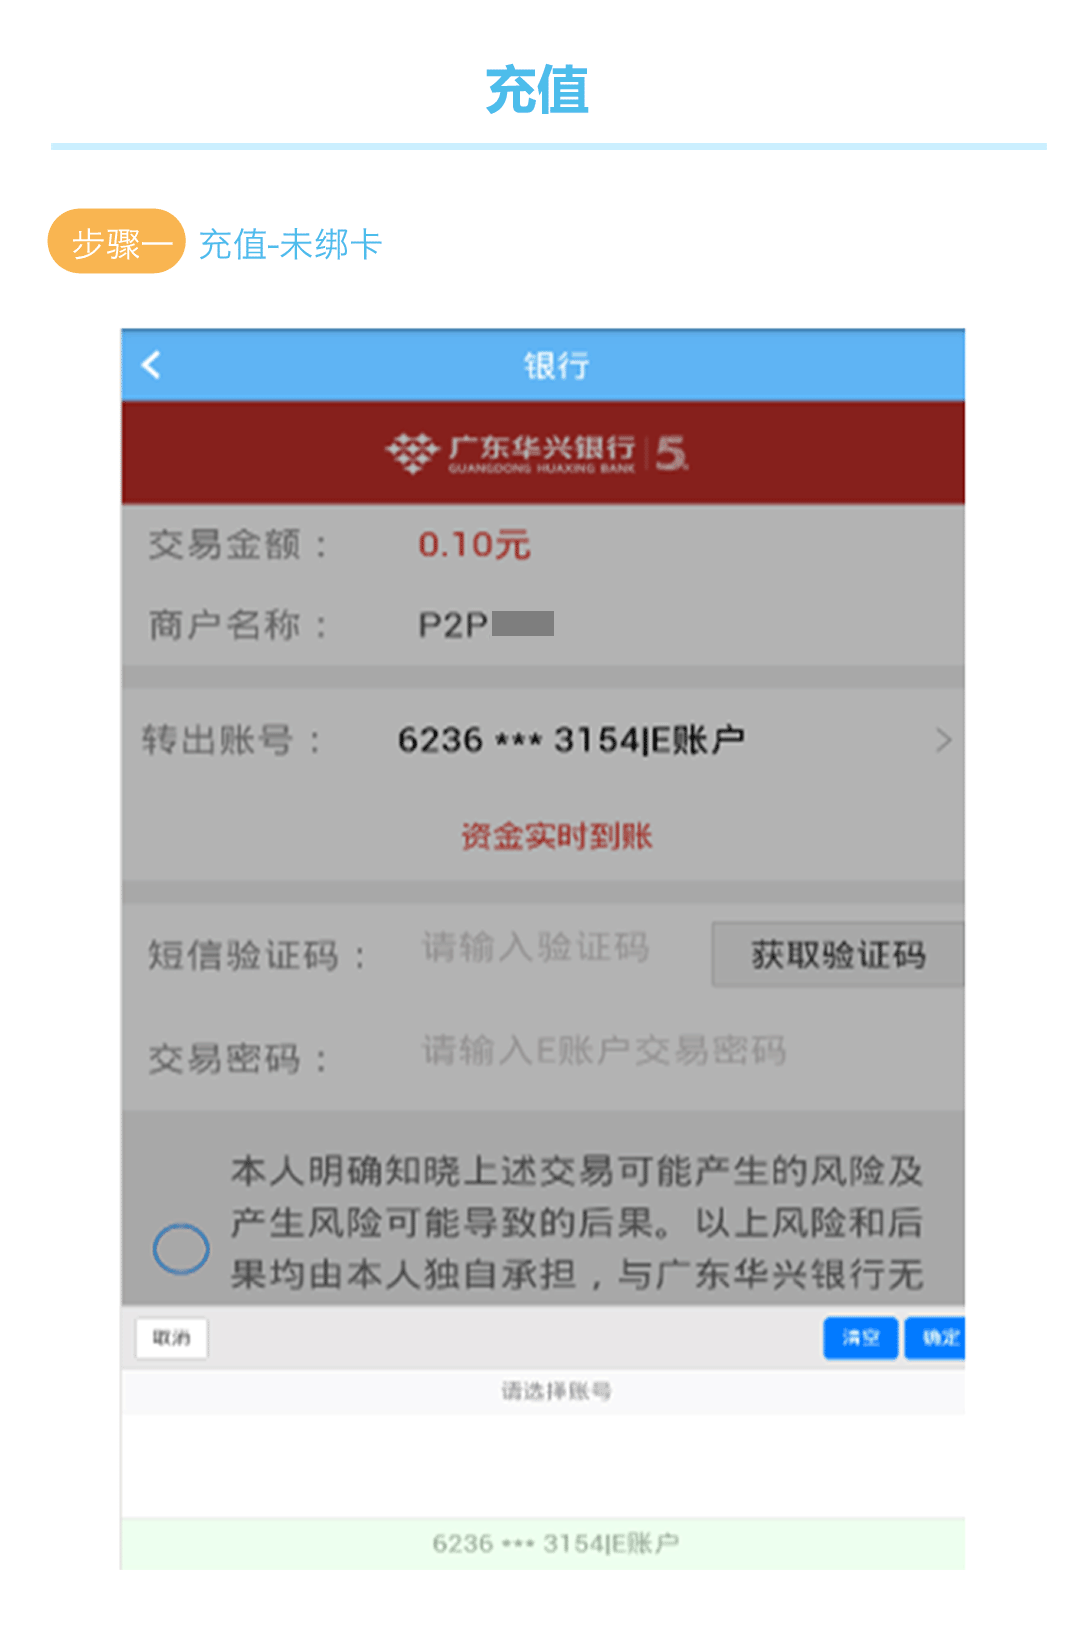 充值
步骤一 充值-未绑卡
银行
广东华兴银行 5
GUANGDONG HUAXING BANK
交易金额： 0.10元
商户名称： P2P
转出账号： 6236 *** 3154|E账户
资金实时到账
短信验证码： 请输入验证码 获取验证码
交易密码： 请输入E账户交易密码
本人明确知晓上述交易可能产生的风险及
产生风险可能导致的后果。以上风险和后
果均由本人独自承担，与广东华兴银行无
取消 清空 确定
请选择账号
6236 *** 3154|E账户